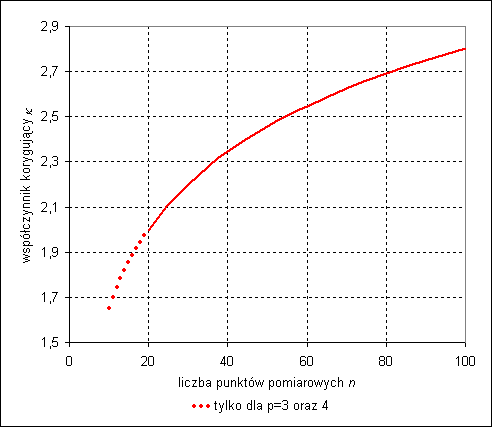 2,9
2,7
2,5
2,3
2,1
1,9
1,7
1,5
współczynnik korygujący κ
0 20 40 60 80 100
liczba punktów pomiarowych n
tylko dla p=3 oraz 4